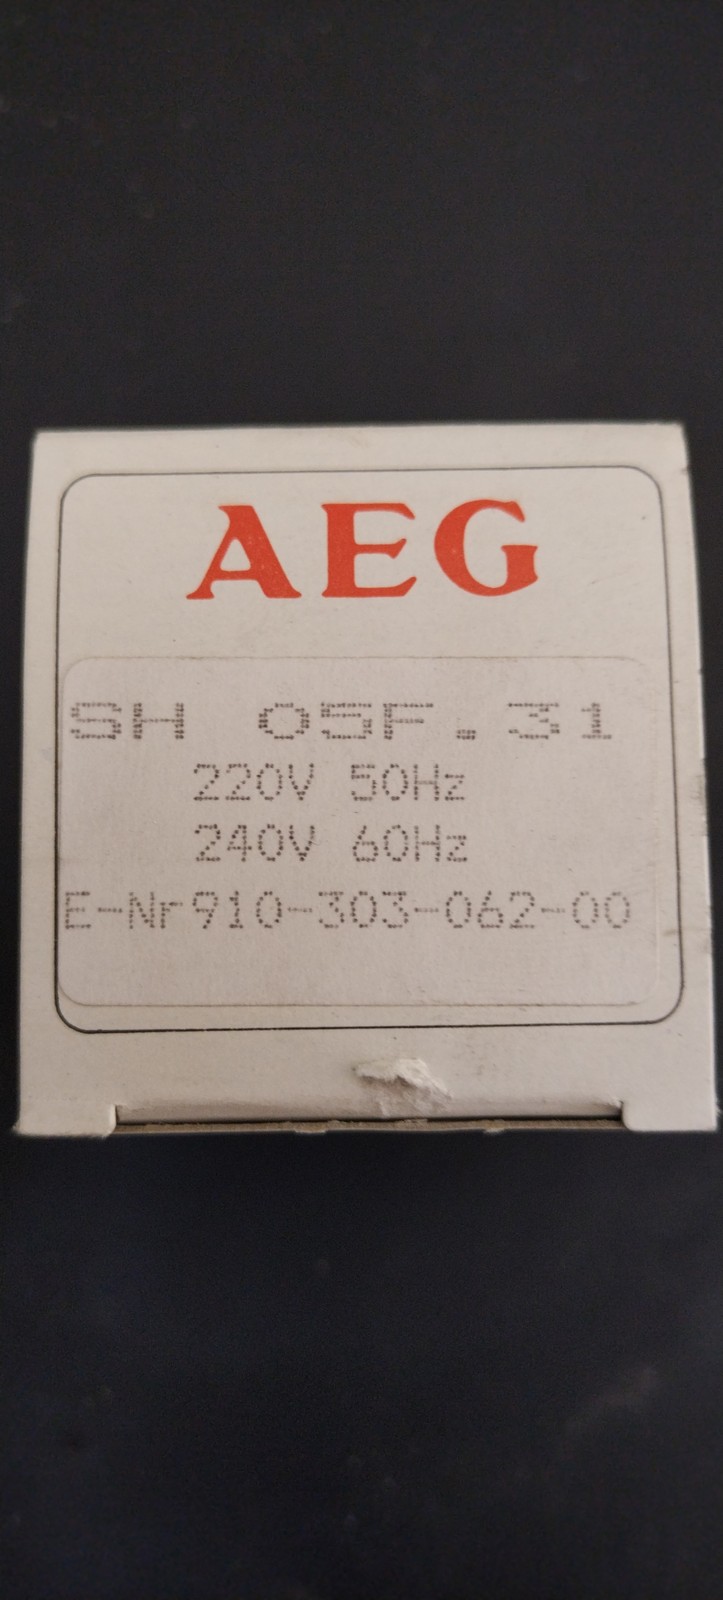 AEG
SH 05F.31
220V 50Hz
240V 60Hz
E-Nr910-303-062-00